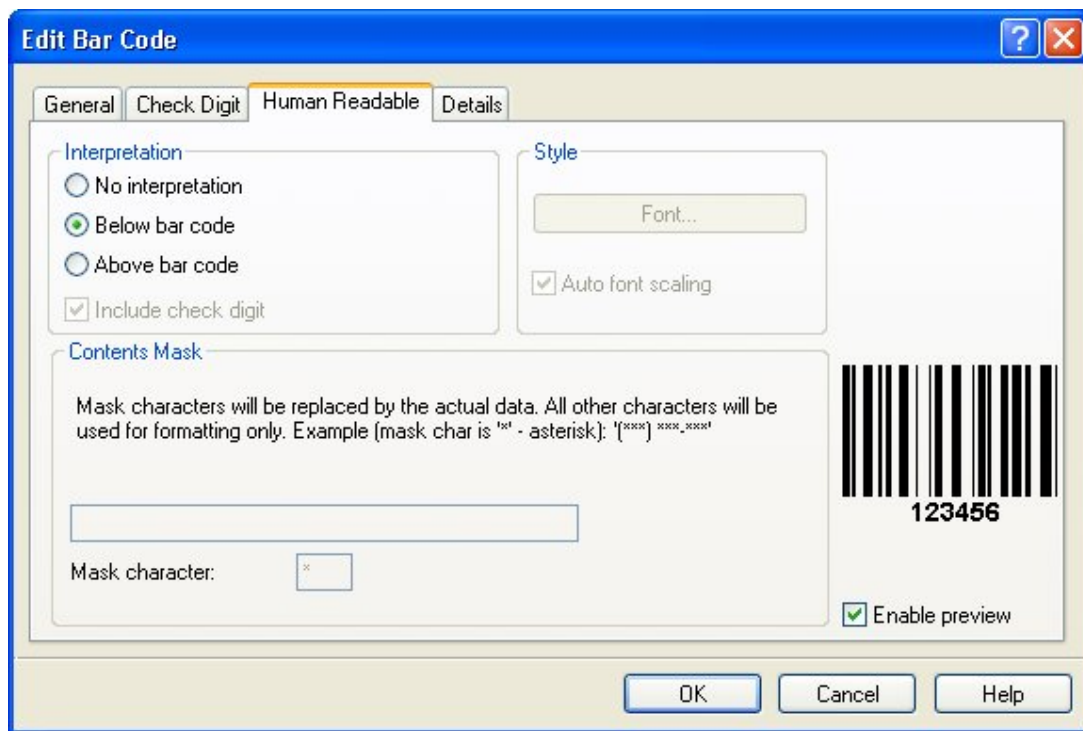 Edit Bar Code
General Check Digit Human Readable Details
Interpretation
No interpretation
Below bar code
Above bar code
Include check digit
Style
Font...
Auto font scaling
Contents Mask
Mask characters will be replaced by the actual data. All other characters will be
used for formatting only. Example (mask char is '*' - asterisk): '(***) ***-***'
Mask character: *
123456
Enable preview
OK Cancel Help